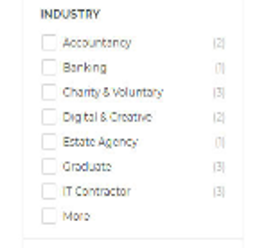 INDUSTRY
Accountancy (2)
Banking (1)
Charity & Voluntary (3)
Digital & Creative (2)
Estate Agency (1)
Graduate (3)
IT Contractor (3)
More